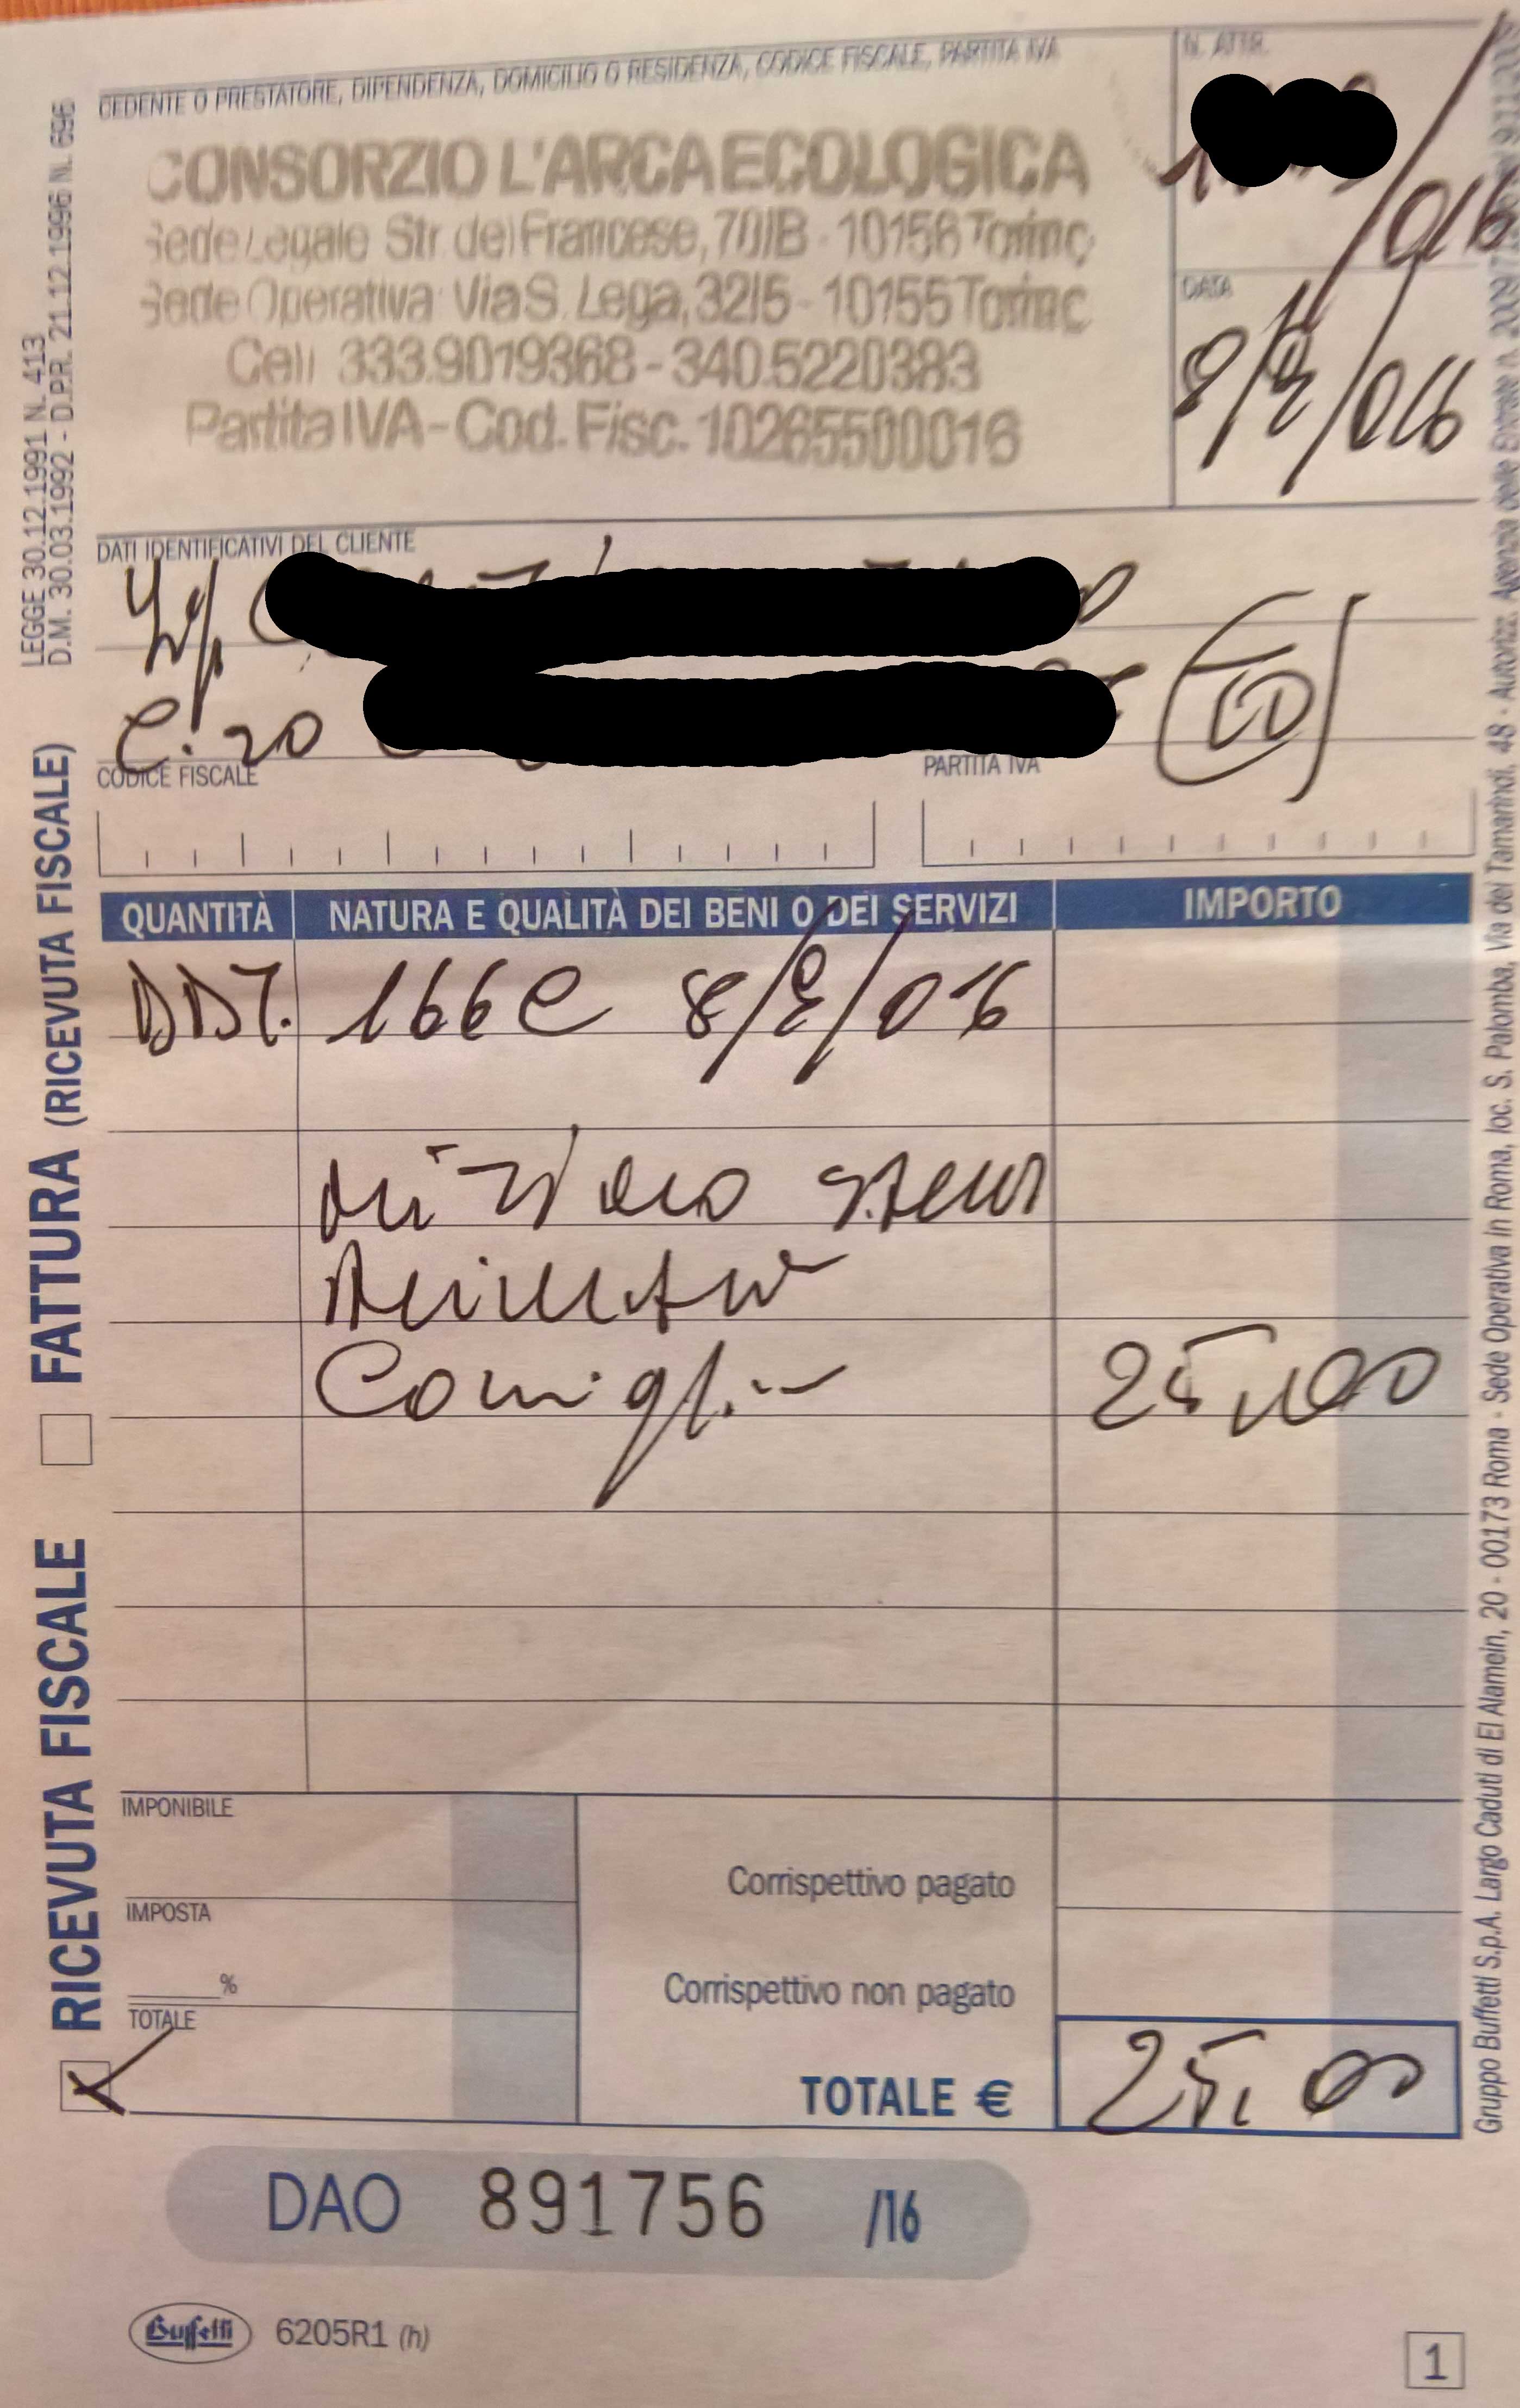 CEDENTE O PRESTATORE, DIPENDENZA, DOMICILIO O RESIDENZA, CODICE FISCALE, PARTITA IVA
N. ATTR.
CONSORZIO L'ARCA ECOLOGICA
Sede Legale Str. del Francese, 70/B - 10156 Torino
Sede Operativa Via S. Lega, 32/5 - 10155 Torino
Cell 333.9019368 - 340.5220383
Partita IVA - Cod. Fisc. 10265500016
/016
DATA
/016
LEGGE 30.12.1991 N. 413
D.M. 30.03.1992 - D.P.R. 21.12.1996 N. 696
DATI IDENTIFICATIVI DEL CLIENTE
C. 20
(TO)
CODICE FISCALE
PARTITA IVA
QUANTITÀ NATURA E QUALITÀ DEI BENI O DEI SERVIZI IMPORTO
DDT. 166
25,00
FATTURA (RICEVUTA FISCALE)
RICEVUTA FISCALE
IMPONIBILE
IMPOSTA
%
TOTALE
Corrispettivo pagato
Corrispettivo non pagato
TOTALE € 25,00
DAO 891756 /16
Buffetti 6205R1 (h)
1
Gruppo Buffetti S.p.A. Largo Caduti di El Alamein, 20 - 00173 Roma - Sede Operativa in Roma, loc. S. Palomba, Via dei Tamarindi, 48 - Autorizz. Agenzia delle Entrate n.